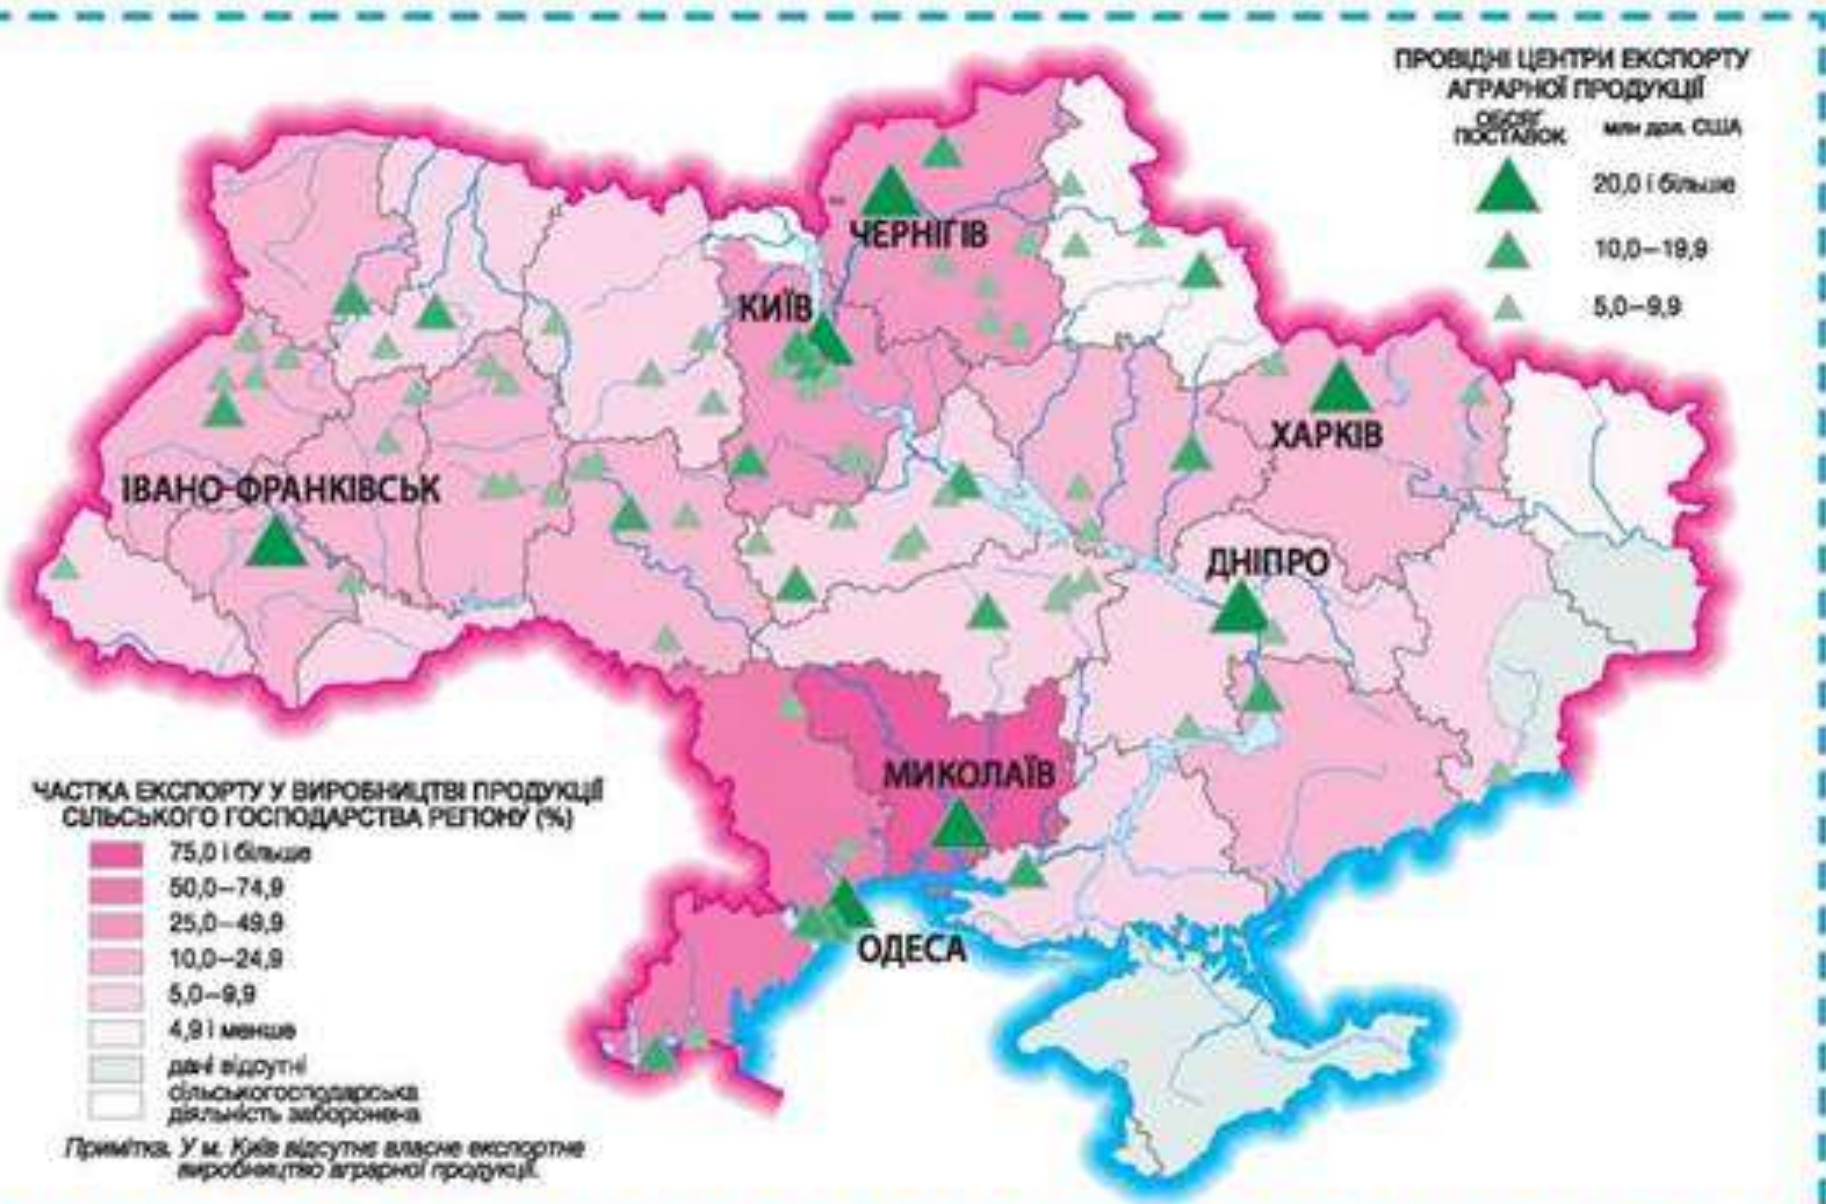 ПРОВІДНІ ЦЕНТРИ ЕКСПОРТУ
АГРАРНОЇ ПРОДУКЦІЇ
ОБСЯГ
ПОСТАВОК
млн дол. США
20,0 і більше
10,0–19,9
5,0–9,9
ЧЕРНІГІВ
КИЇВ
ХАРКІВ
ІВАНО-ФРАНКІВСЬК
ДНІПРО
МИКОЛАЇВ
ОДЕСА
ЧАСТКА ЕКСПОРТУ У ВИРОБНИЦТВІ ПРОДУКЦІЇ
СІЛЬСЬКОГО ГОСПОДАРСТВА РЕГІОНУ (%)
75,0 і більше
50,0–74,9
25,0–49,9
10,0–24,9
5,0–9,9
4,9 і менше
дані відсутні
сільськогосподарська
діяльність заборонена
Примітка. У м. Київ відсутнє власне експортне
виробництво аграрної продукції.